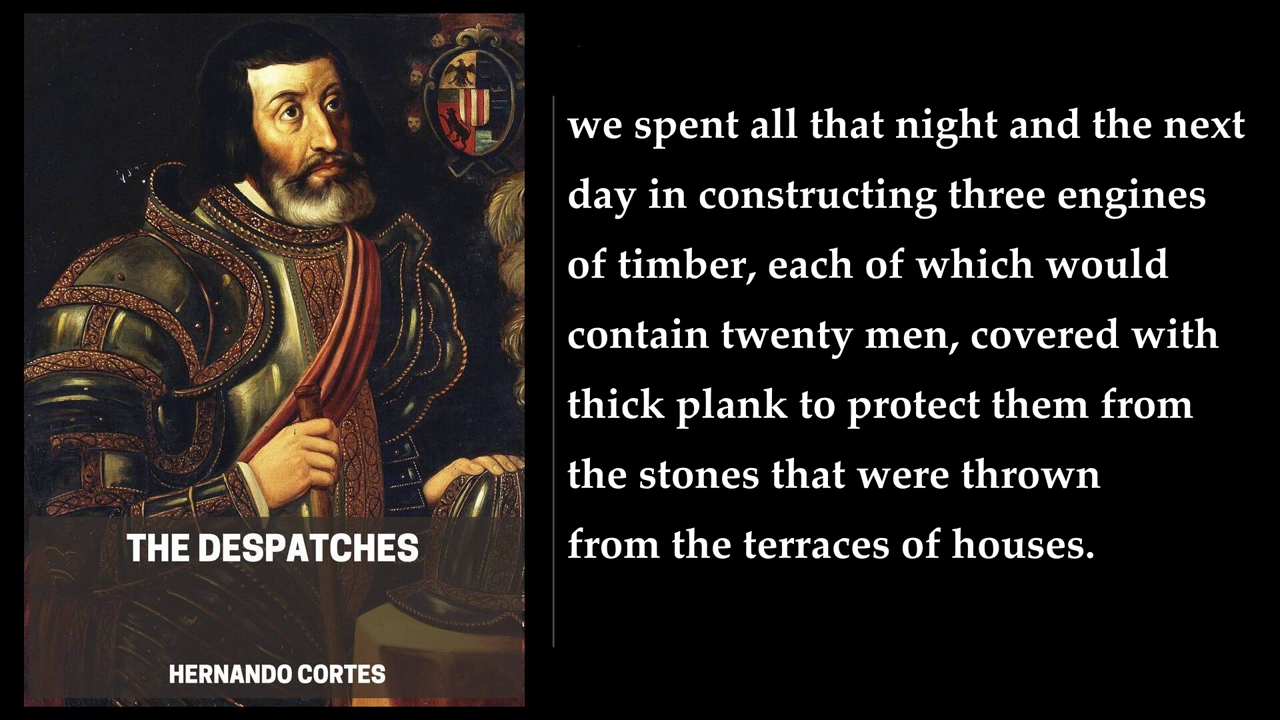 THE DESPATCHES
HERNANDO CORTES
we spent all that night and the next
day in constructing three engines
of timber, each of which would
contain twenty men, covered with
thick plank to protect them from
the stones that were thrown
from the terraces of houses.